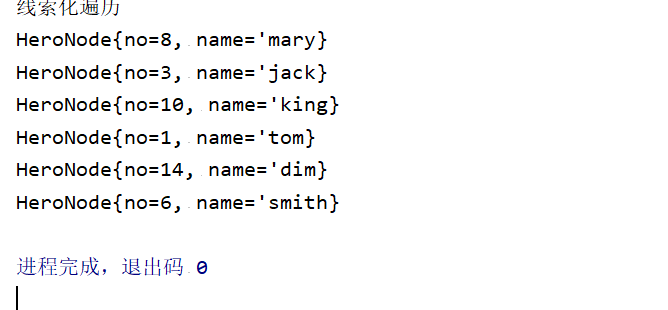 线索化遍历
HeroNode{no=8, name='mary}
HeroNode{no=3, name='jack}
HeroNode{no=10, name='king}
HeroNode{no=1, name='tom}
HeroNode{no=14, name='dim}
HeroNode{no=6, name='smith}
进程完成，退出码 0